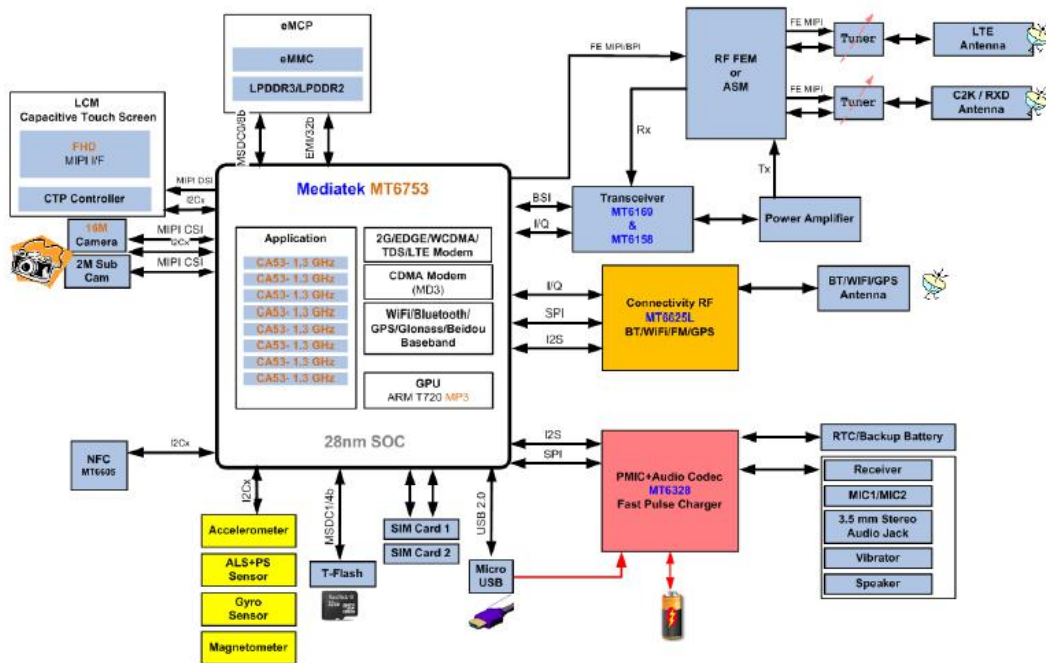 eMCP
eMMC
LPDDR3/LPDDR2
MSDC0/8b
EMI/32b
LCM
Capacitive Touch Screen
FHD
MIPI I/F
CTP Controller
MIPI DSI
I2Cx
16M
Camera
2M Sub
Cam
MIPI CSI
I2Cx
MIPI CSI
Mediatek MT6753
Application
CA53- 1.3 GHz
CA53- 1.3 GHz
CA53- 1.3 GHz
CA53- 1.3 GHz
CA53- 1.3 GHz
CA53- 1.3 GHz
CA53- 1.3 GHz
CA53- 1.3 GHz
2G/EDGE/WCDMA/
TDS/LTE Modem
CDMA Modem
(MD3)
WiFi/Bluetooth/
GPS/Glonass/Beidou
Baseband
GPU
ARM T720 MP3
28nm SOC
FE MIPI/BPI
RF FEM
or
ASM
FE MIPI
Tuner
LTE
Antenna
FE MIPI
Tuner
C2K / RXD
Antenna
Rx
Tx
BSI
I/Q
Transceiver
MT6169
&
MT6158
Power Amplifier
I/Q
SPI
I2S
Connectivity RF
MT6625L
BT/WiFi/FM/GPS
BT/WIFI/GPS
Antenna
NFC
MT6605
I2Cx
I2S
SPI
PMIC+Audio Codec
MT6328
Fast Pulse Charger
RTC/Backup Battery
Receiver
MIC1/MIC2
3.5 mm Stereo
Audio Jack
Vibrator
Speaker
I2Cx
Accelerometer
ALS+PS
Sensor
Gyro
Sensor
Magnetometer
MSDC1/4b
T-Flash
SIM Card 1
SIM Card 2
USB 2.0
Micro
USB